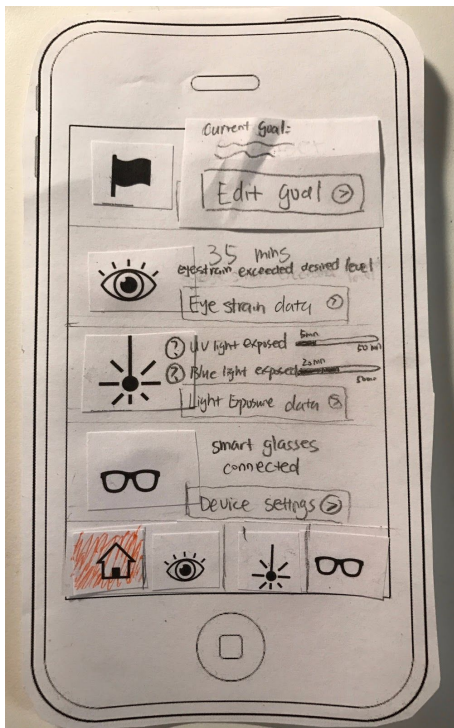 Current Goal:
Edit goal >
35 mins
eyestrain exceeded desired level
Eye strain data >
? UV light exposed 5min
50 min
? Blue light exposed 20min
50min
Light Exposure data >
smart glasses
connected
Device settings >